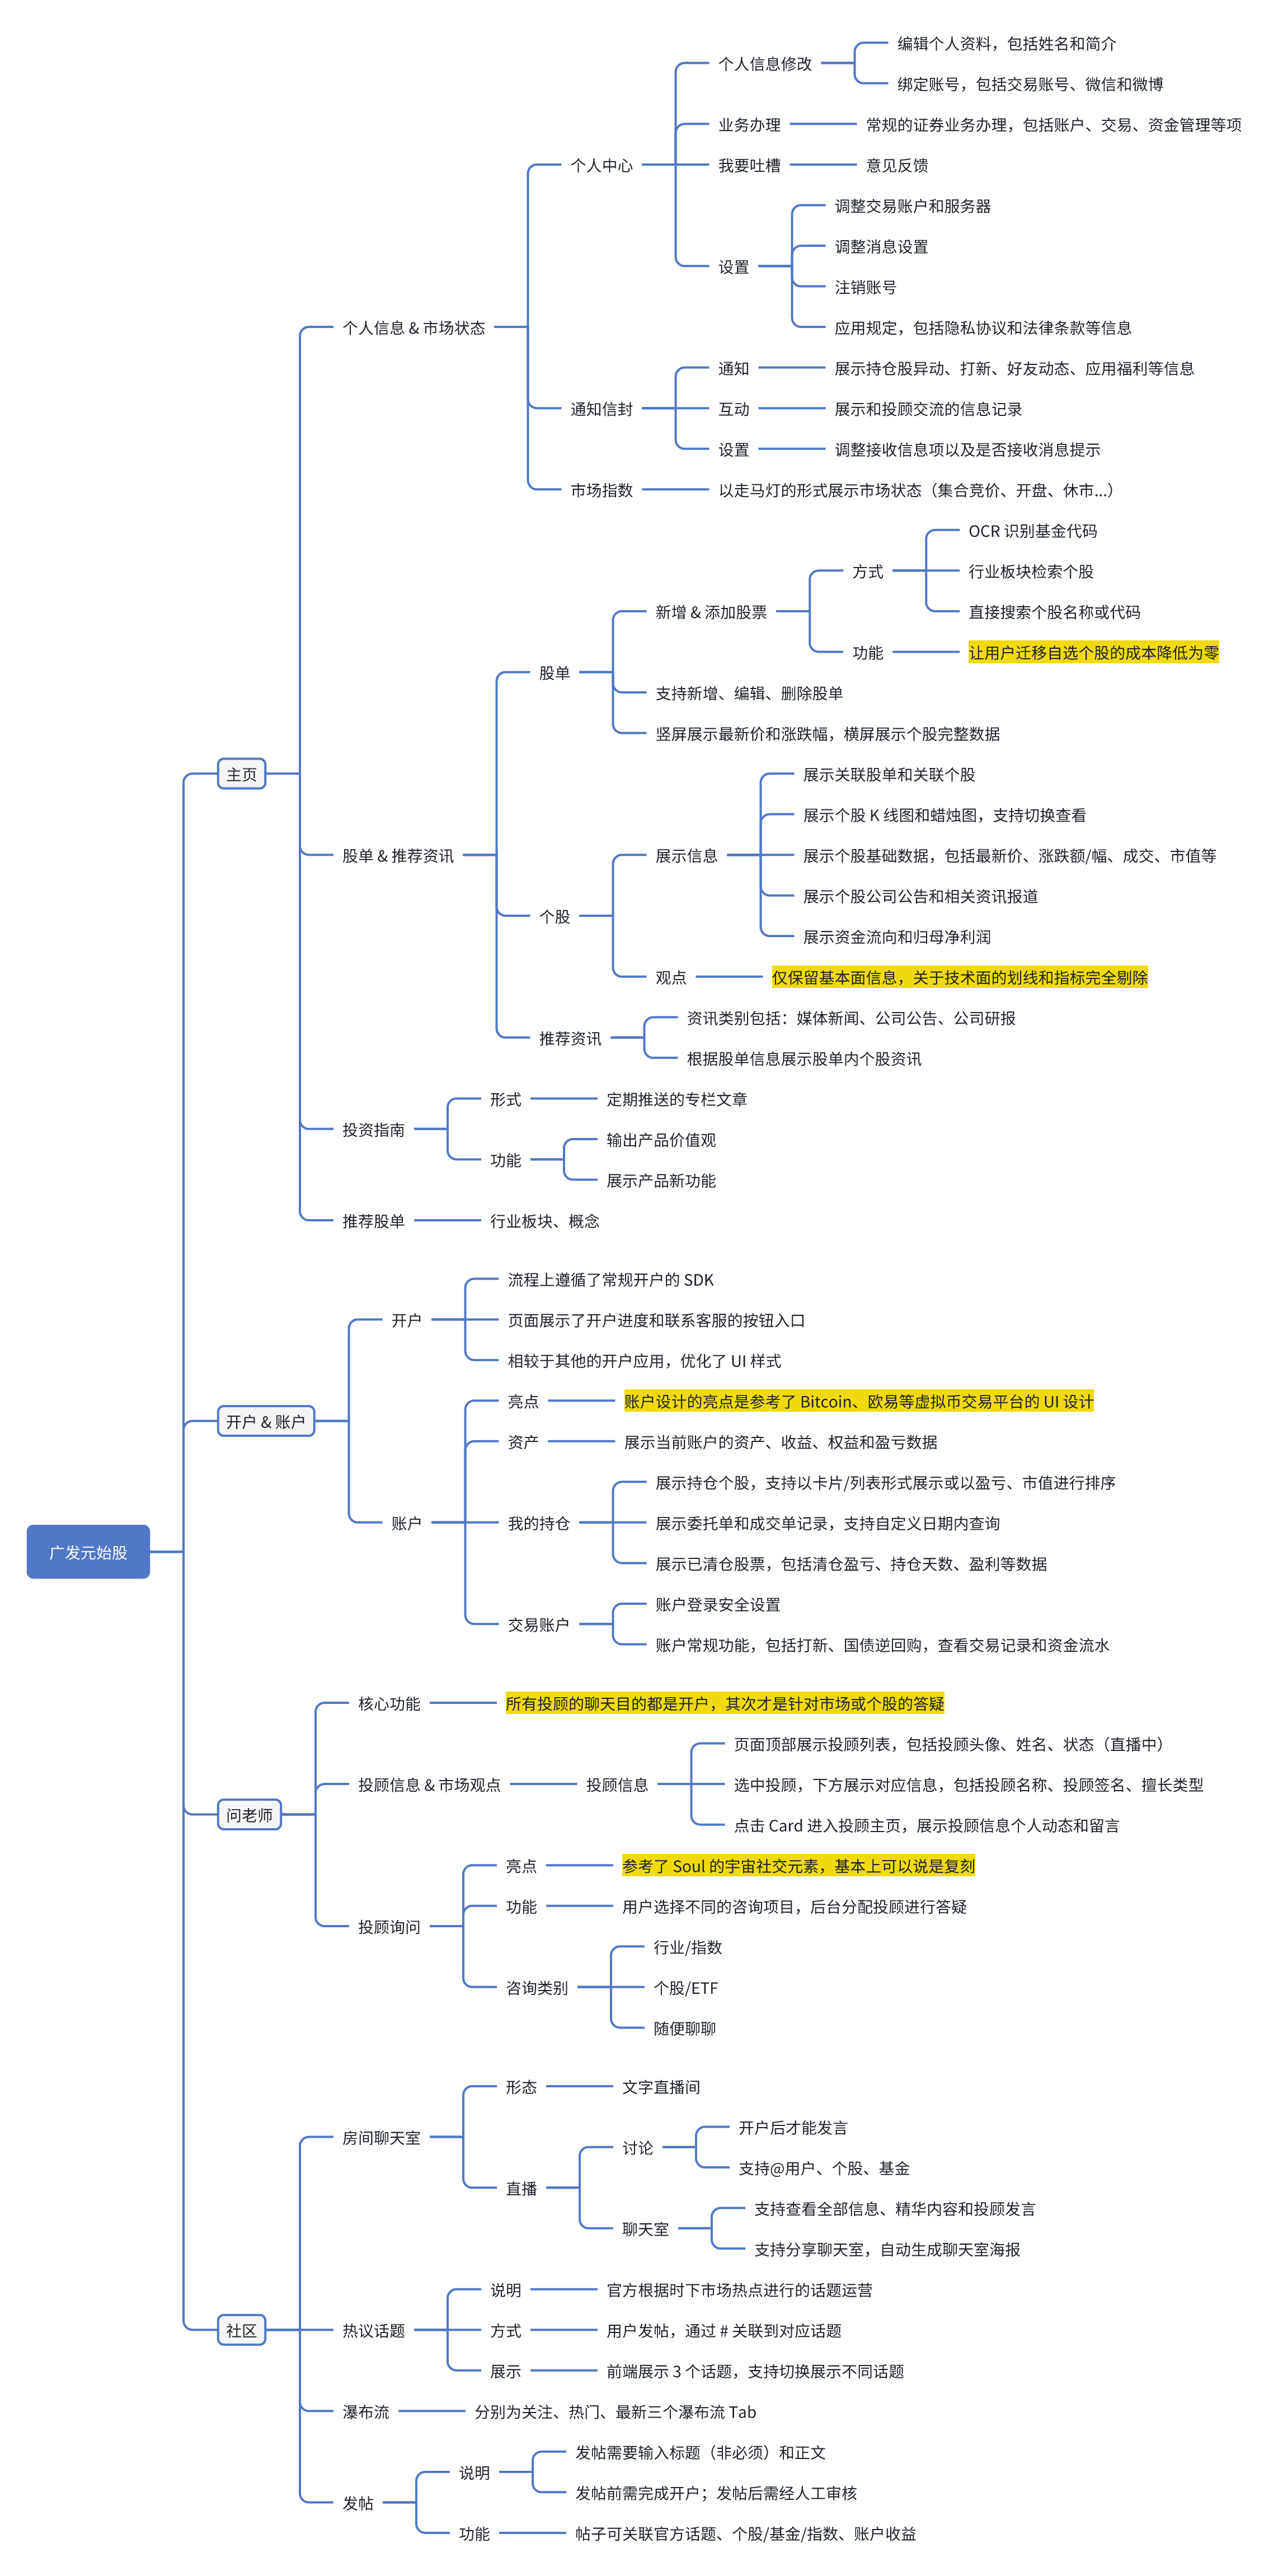 编辑个人资料，包括姓名和简介
个人信息修改
绑定账号，包括交易账号、微信和微博
业务办理
常规的证券业务办理，包括账户、交易、资金管理等项
个人中心
我要吐槽
意见反馈
调整交易账户和服务器
调整消息设置
设置
注销账号
个人信息 & 市场状态
应用规定，包括隐私协议和法律条款等信息
通知
展示持仓股异动、打新、好友动态、应用福利等信息
通知信封
互动
展示和投顾交流的信息记录
设置
调整接收信息项以及是否接收消息提示
市场指数
以走马灯的形式展示市场状态（集合竞价、开盘、休市...）
OCR 识别基金代码
方式
行业板块检索个股
新增 & 添加股票
直接搜索个股名称或代码
功能
让用户迁移自选个股的成本降低为零
股单
支持新增、编辑、删除股单
竖屏展示最新价和涨跌幅，横屏展示个股完整数据
主页
展示关联股单和关联个股
展示个股 K 线图和蜡烛图，支持切换查看
股单 & 推荐资讯
展示信息
展示个股基础数据，包括最新价、涨跌额/幅、成交、市值等
展示个股公司公告和相关资讯报道
个股
展示资金流向和归母净利润
观点
仅保留基本面信息，关于技术面的划线和指标完全剔除
资讯类别包括：媒体新闻、公司公告、公司研报
推荐资讯
根据股单信息展示股单内个股资讯
形式
定期推送的专栏文章
投资指南
输出产品价值观
功能
展示产品新功能
推荐股单
行业板块、概念
流程上遵循了常规开户的 SDK
开户
页面展示了开户进度和联系客服的按钮入口
相较于其他的开户应用，优化了 UI 样式
开户 & 账户
亮点
账户设计的亮点是参考了 Bitcoin、欧易等虚拟币交易平台的 UI 设计
资产
展示当前账户的资产、收益、权益和盈亏数据
展示持仓个股，支持以卡片/列表形式展示或以盈亏、市值进行排序
账户
我的持仓
展示委托单和成交单记录，支持自定义日期内查询
广发元始股
展示已清仓股票，包括清仓盈亏、持仓天数、盈利等数据
账户登录安全设置
交易账户
账户常规功能，包括打新、国债逆回购，查看交易记录和资金流水
核心功能
所有投顾的聊天目的都是开户，其次才是针对市场或个股的答疑
页面顶部展示投顾列表，包括投顾头像、姓名、状态（直播中）
投顾信息 & 市场观点
投顾信息
选中投顾，下方展示对应信息，包括投顾名称、投顾签名、擅长类型
问老师
点击 Card 进入投顾主页，展示投顾信息个人动态和留言
亮点
参考了 Soul 的宇宙社交元素，基本上可以说是复刻
功能
用户选择不同的咨询项目，后台分配投顾进行答疑
投顾询问
行业/指数
咨询类别
个股/ETF
随便聊聊
形态
文字直播间
房间聊天室
开户后才能发言
讨论
支持@用户、个股、基金
直播
支持查看全部信息、精华内容和投顾发言
聊天室
支持分享聊天室，自动生成聊天室海报
说明
官方根据时下市场热点进行的话题运营
社区
热议话题
方式
用户发帖，通过 # 关联到对应话题
展示
前端展示 3 个话题，支持切换展示不同话题
瀑布流
分别为关注、热门、最新三个瀑布流 Tab
发帖需要输入标题（非必须）和正文
说明
发帖前需完成开户；发帖后需经人工审核
发帖
功能
帖子可关联官方话题、个股/基金/指数、账户收益